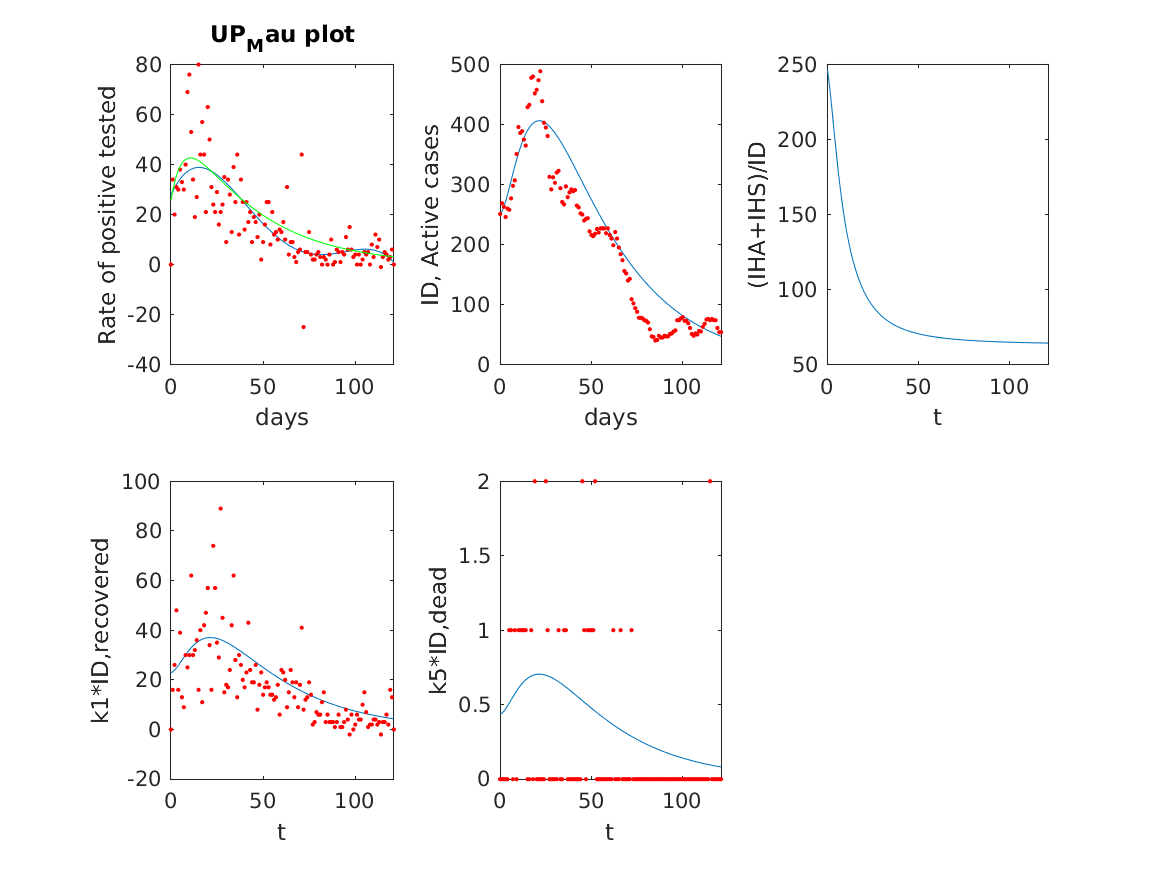 UP_Mau plot
Rate of positive tested
80
60
40
20
0
-20
-40
0 50 100
days
ID, Active cases
500
400
300
200
100
0
0 50 100
days
(IHA+IHS)/ID
250
200
150
100
50
0 50 100
t
k1*ID,recovered
100
80
60
40
20
0
-20
0 50 100
t
k5*ID,dead
2
1.5
1
0.5
0
0 50 100
t